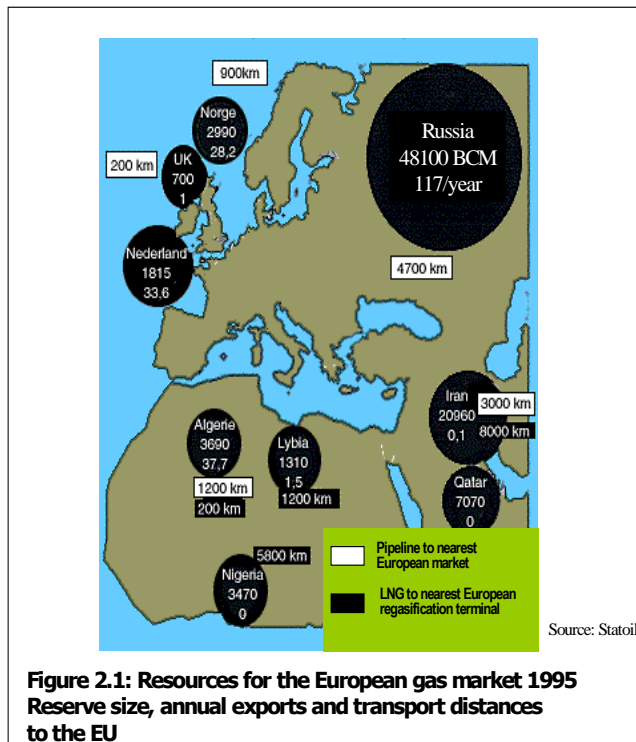 900km
Norge
2990
28,2
UK
700
1
200 km
Russia
48100 BCM
117/year
Nederland
1815
33,6
4700 km
Iran
20960
0,1
3000 km
8000 km
Algerie
3690
37,7
1200 km
200 km
Lybia
1310
1,5
1200 km
Qatar
7070
0
5800 km
Nigeria
3470
0
Pipeline to nearest
European market
LNG to nearest European
regasification terminal
Source: Statoil
Figure 2.1: Resources for the European gas market 1995
Reserve size, annual exports and transport distances
to the EU